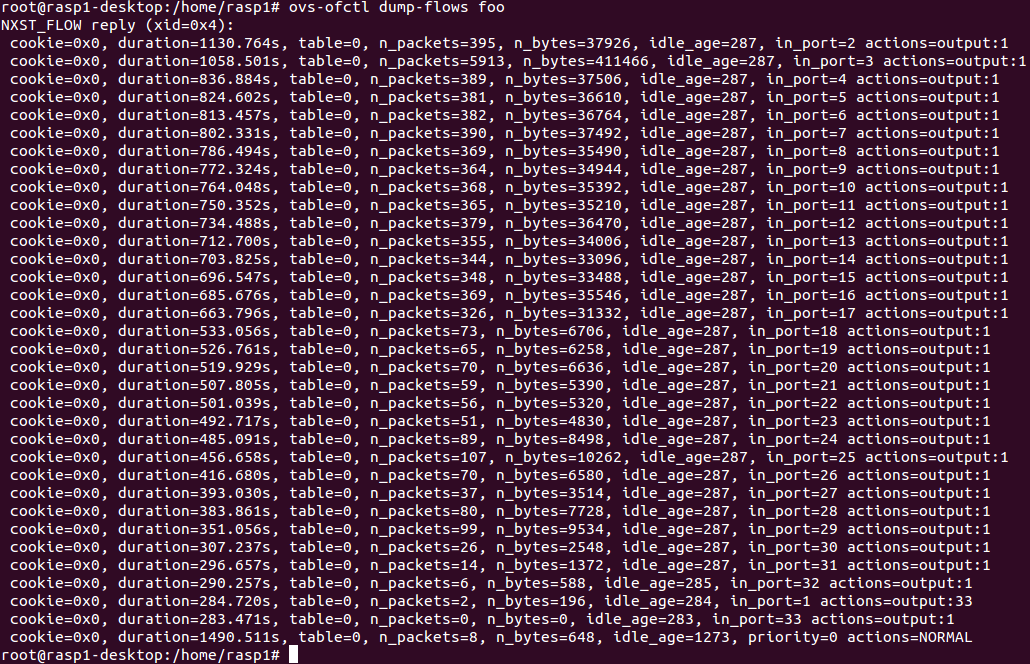 root@rasp1-desktop:/home/rasp1# ovs-ofctl dump-flows foo
NXST_FLOW reply (xid=0x4):
 cookie=0x0, duration=1130.764s, table=0, n_packets=395, n_bytes=37926, idle_age=287, in_port=2 actions=output:1
 cookie=0x0, duration=1058.501s, table=0, n_packets=5913, n_bytes=411466, idle_age=287, in_port=3 actions=output:1
 cookie=0x0, duration=836.884s, table=0, n_packets=389, n_bytes=37506, idle_age=287, in_port=4 actions=output:1
 cookie=0x0, duration=824.602s, table=0, n_packets=381, n_bytes=36610, idle_age=287, in_port=5 actions=output:1
 cookie=0x0, duration=813.457s, table=0, n_packets=382, n_bytes=36764, idle_age=287, in_port=6 actions=output:1
 cookie=0x0, duration=802.331s, table=0, n_packets=390, n_bytes=37492, idle_age=287, in_port=7 actions=output:1
 cookie=0x0, duration=786.494s, table=0, n_packets=369, n_bytes=35490, idle_age=287, in_port=8 actions=output:1
 cookie=0x0, duration=772.324s, table=0, n_packets=364, n_bytes=34944, idle_age=287, in_port=9 actions=output:1
 cookie=0x0, duration=764.048s, table=0, n_packets=368, n_bytes=35392, idle_age=287, in_port=10 actions=output:1
 cookie=0x0, duration=750.352s, table=0, n_packets=365, n_bytes=35210, idle_age=287, in_port=11 actions=output:1
 cookie=0x0, duration=734.488s, table=0, n_packets=379, n_bytes=36470, idle_age=287, in_port=12 actions=output:1
 cookie=0x0, duration=712.700s, table=0, n_packets=355, n_bytes=34006, idle_age=287, in_port=13 actions=output:1
 cookie=0x0, duration=703.825s, table=0, n_packets=344, n_bytes=33096, idle_age=287, in_port=14 actions=output:1
 cookie=0x0, duration=696.547s, table=0, n_packets=348, n_bytes=33488, idle_age=287, in_port=15 actions=output:1
 cookie=0x0, duration=685.676s, table=0, n_packets=369, n_bytes=35546, idle_age=287, in_port=16 actions=output:1
 cookie=0x0, duration=663.796s, table=0, n_packets=326, n_bytes=31332, idle_age=287, in_port=17 actions=output:1
 cookie=0x0, duration=533.056s, table=0, n_packets=73, n_bytes=6706, idle_age=287, in_port=18 actions=output:1
 cookie=0x0, duration=526.761s, table=0, n_packets=65, n_bytes=6258, idle_age=287, in_port=19 actions=output:1
 cookie=0x0, duration=519.929s, table=0, n_packets=70, n_bytes=6636, idle_age=287, in_port=20 actions=output:1
 cookie=0x0, duration=507.805s, table=0, n_packets=59, n_bytes=5390, idle_age=287, in_port=21 actions=output:1
 cookie=0x0, duration=501.039s, table=0, n_packets=56, n_bytes=5320, idle_age=287, in_port=22 actions=output:1
 cookie=0x0, duration=492.717s, table=0, n_packets=51, n_bytes=4830, idle_age=287, in_port=23 actions=output:1
 cookie=0x0, duration=485.091s, table=0, n_packets=89, n_bytes=8498, idle_age=287, in_port=24 actions=output:1
 cookie=0x0, duration=456.658s, table=0, n_packets=107, n_bytes=10262, idle_age=287, in_port=25 actions=output:1
 cookie=0x0, duration=416.680s, table=0, n_packets=70, n_bytes=6580, idle_age=287, in_port=26 actions=output:1
 cookie=0x0, duration=393.030s, table=0, n_packets=37, n_bytes=3514, idle_age=287, in_port=27 actions=output:1
 cookie=0x0, duration=383.861s, table=0, n_packets=80, n_bytes=7728, idle_age=287, in_port=28 actions=output:1
 cookie=0x0, duration=351.056s, table=0, n_packets=99, n_bytes=9534, idle_age=287, in_port=29 actions=output:1
 cookie=0x0, duration=307.237s, table=0, n_packets=26, n_bytes=2548, idle_age=287, in_port=30 actions=output:1
 cookie=0x0, duration=296.657s, table=0, n_packets=14, n_bytes=1372, idle_age=287, in_port=31 actions=output:1
 cookie=0x0, duration=290.257s, table=0, n_packets=6, n_bytes=588, idle_age=285, in_port=32 actions=output:1
 cookie=0x0, duration=284.720s, table=0, n_packets=2, n_bytes=196, idle_age=284, in_port=1 actions=output:33
 cookie=0x0, duration=283.471s, table=0, n_packets=0, n_bytes=0, idle_age=283, in_port=33 actions=output:1
 cookie=0x0, duration=1490.511s, table=0, n_packets=8, n_bytes=648, idle_age=1273, priority=0 actions=NORMAL
root@rasp1-desktop:/home/rasp1#